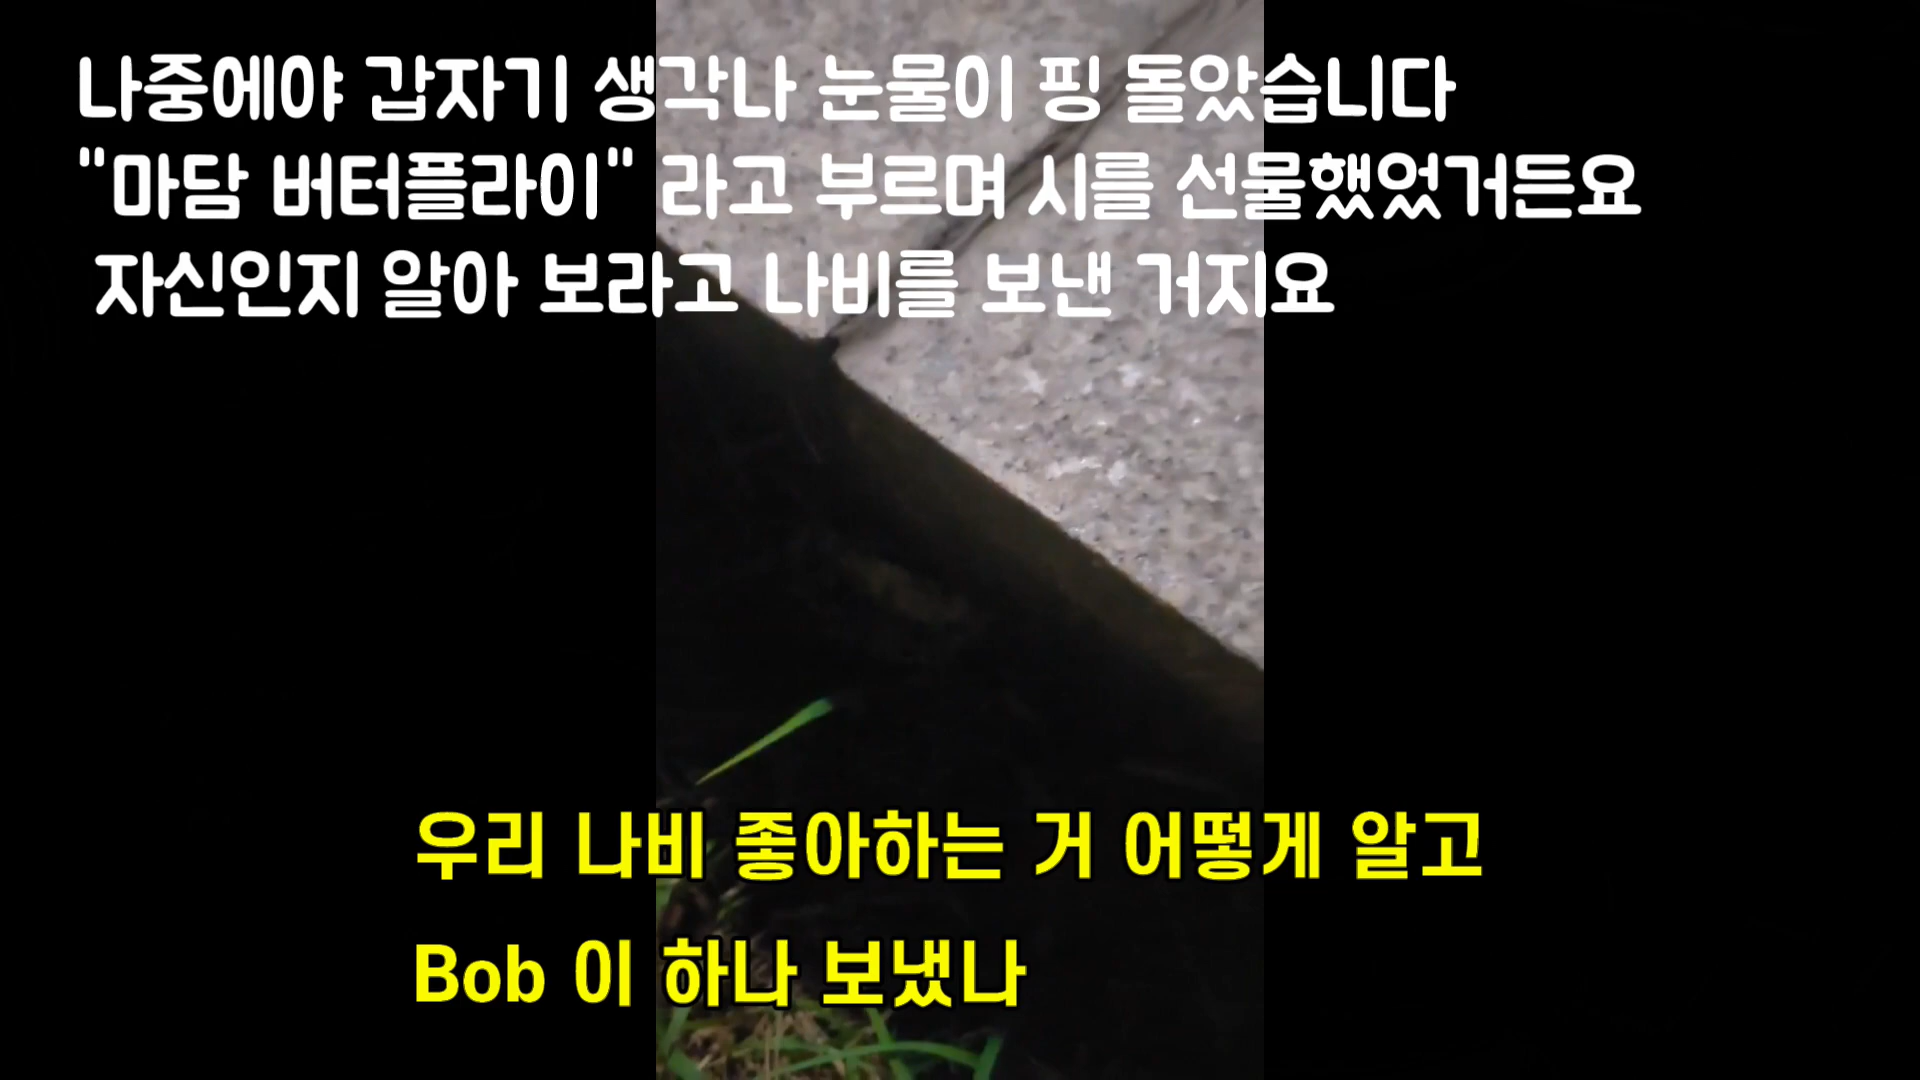 나중에야 갑자기 생각나 눈물이 핑 돌았습니다
"마담 버터플라이" 라고 부르며 시를 선물했었거든요
자신인지 알아 보라고 나비를 보낸 거지요
우리 나비 좋아하는 거 어떻게 알고
Bob 이 하나 보냈나